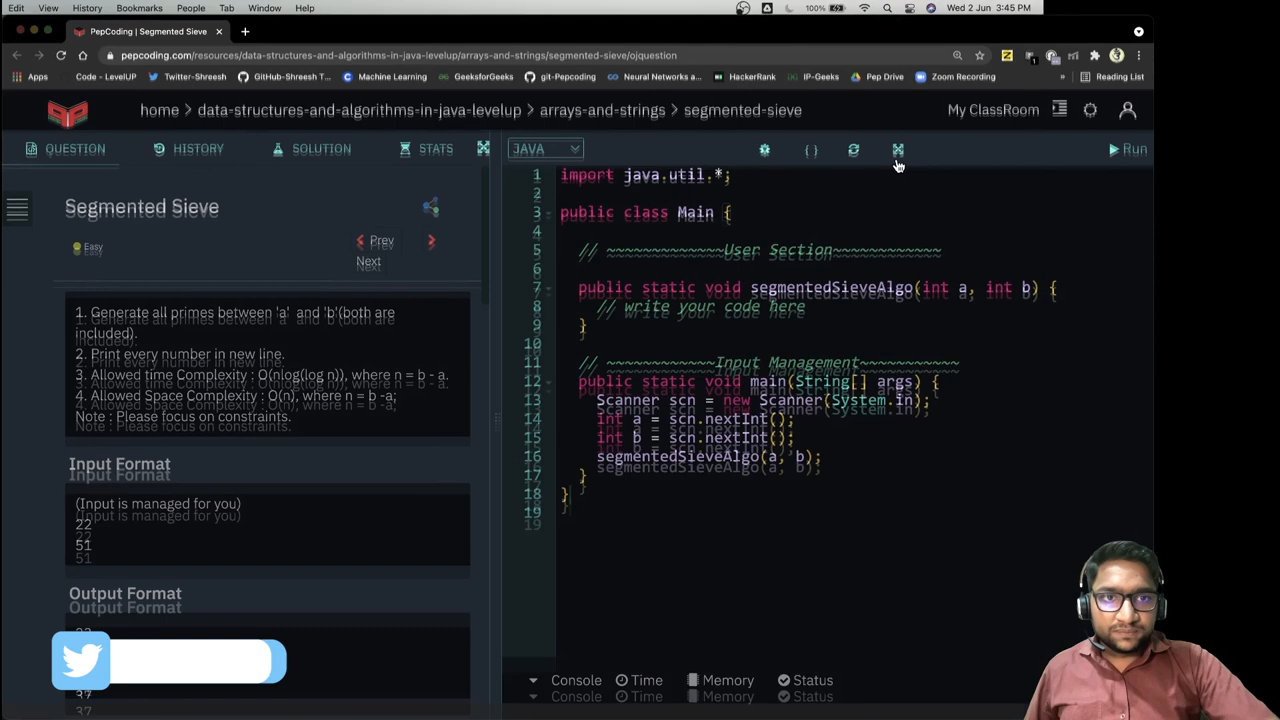 Edit View History Bookmarks People Tab Window Help 100% Wed 2 Jun 3:45 PM
PepCoding | Segmented Sieve
pepcoding.com/resources/data-structures-and-algorithms-in-java-levelup/arrays-and-strings/segmented-sieve/ojquestion
Apps Code - LevelUP Twitter-Shreesh GitHub-Shreesh T... Machine Learning GeeksforGeeks git-Pepcoding Neural Networks a... HackerRank IP-Geeks Pep Drive Zoom Recording » Reading List
home > data-structures-and-algorithms-in-java-levelup > arrays-and-strings > segmented-sieve My ClassRoom
QUESTION HISTORY SOLUTION STATS JAVA { } Run
Segmented Sieve
Easy
Prev
Next
1. Generate all primes between 'a' and 'b'(both are
included).
2. Print every number in new line.
3. Allowed time Complexity : O(nlog(log n)), where n = b - a.
4. Allowed Space Complexity : O(n), where n = b -a;
Note : Please focus on constraints.
Input Format
(Input is managed for you)
22
51
Output Format
37
1 import java.util.*;
2
3 public class Main {
4
5 // ~~~~~~~~~~~~~User Section~~~~~~~~~~~~
6
7 public static void segmentedSieveAlgo(int a, int b) {
8 // write your code here
9 }
10
11 // ~~~~~~~~~~~~~Input Management~~~~~~~~~~~
12 public static void main(String[] args) {
13 Scanner scn = new Scanner(System.in);
14 int a = scn.nextInt();
15 int b = scn.nextInt();
16 segmentedSieveAlgo(a, b);
17 }
18 }
19
Console Time Memory Status